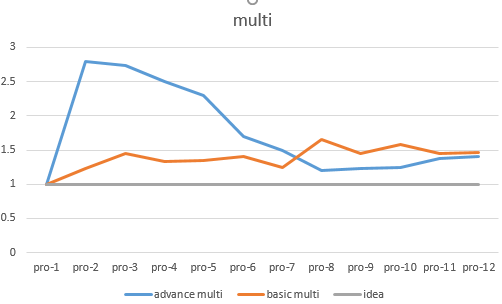 multi
3
2.5
2
1.5
1
0.5
0
pro-1 pro-2 pro-3 pro-4 pro-5 pro-6 pro-7 pro-8 pro-9 pro-10 pro-11 pro-12
advance multi basic multi idea